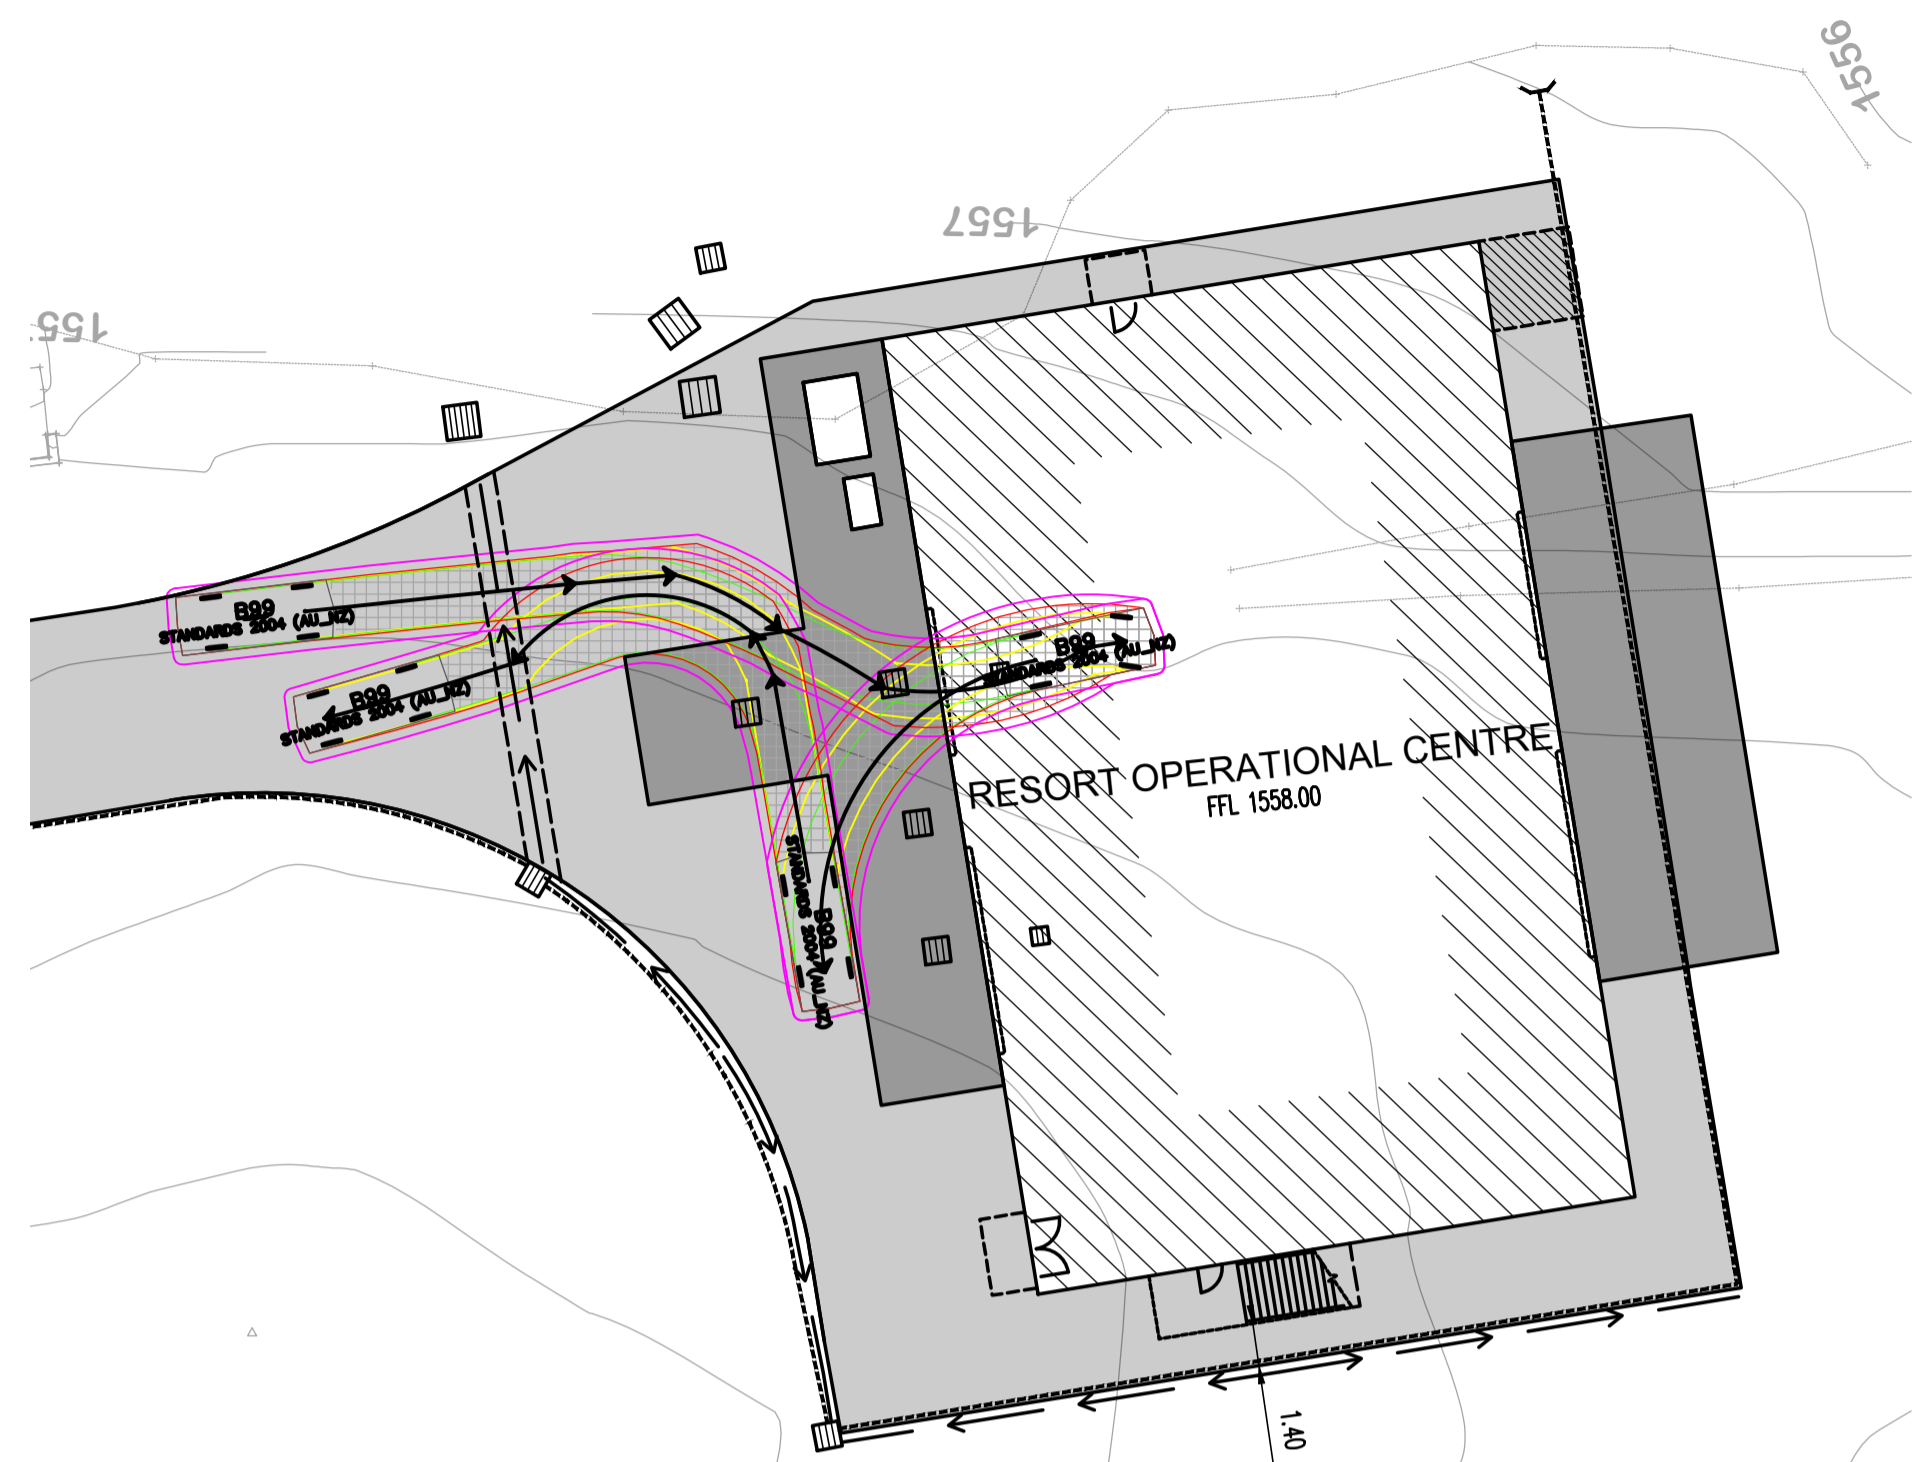 1556
1557
155
B99
STANDARDS 2004 (AU_NZ)
B99
STANDARDS 2004 (AU_NZ)
B99
STANDARDS 2004 (AU_NZ)
RESORT OPERATIONAL CENTRE
FFL 1558.00
B99
STANDARDS 2004 (AU_NZ)
1.40